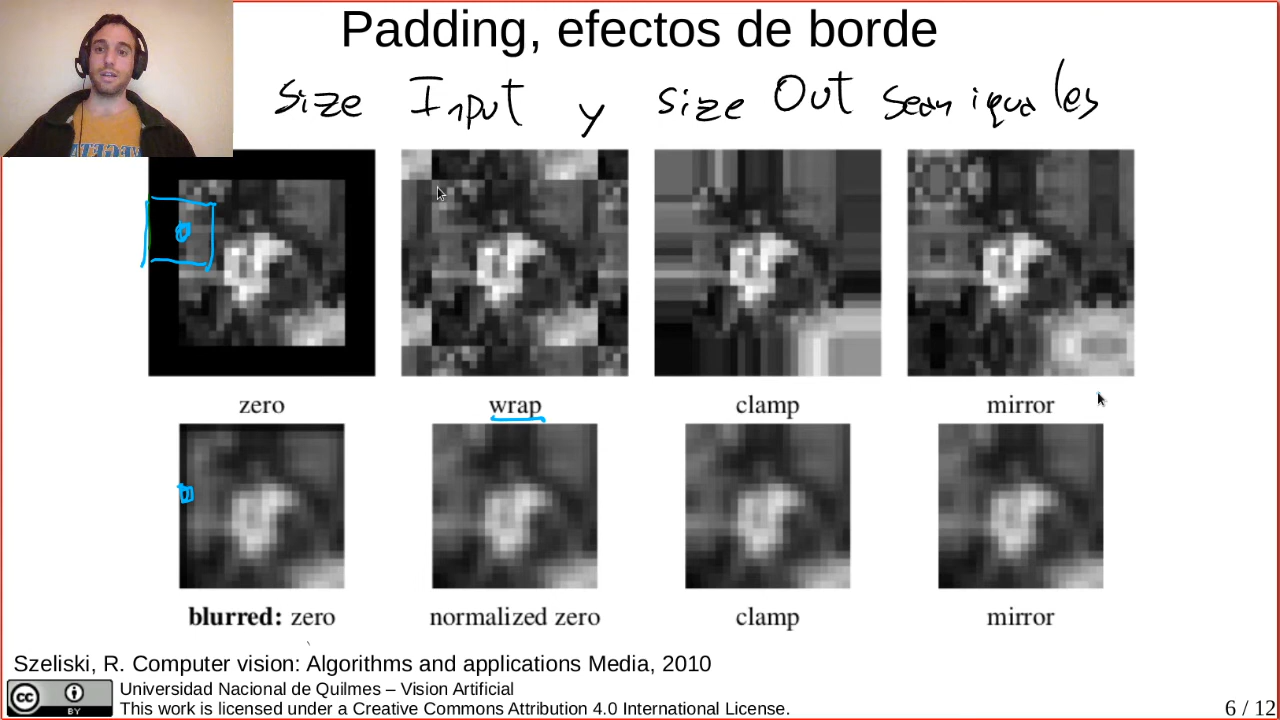 Padding, efectos de borde
size Input y size Out sean iguales
zero wrap clamp mirror
blurred: zero normalized zero clamp mirror
Szeliski, R. Computer vision: Algorithms and applications Media, 2010
cc BY
Universidad Nacional de Quilmes – Vision Artificial
This work is licensed under a Creative Commons Attribution 4.0 International License.
6 / 12